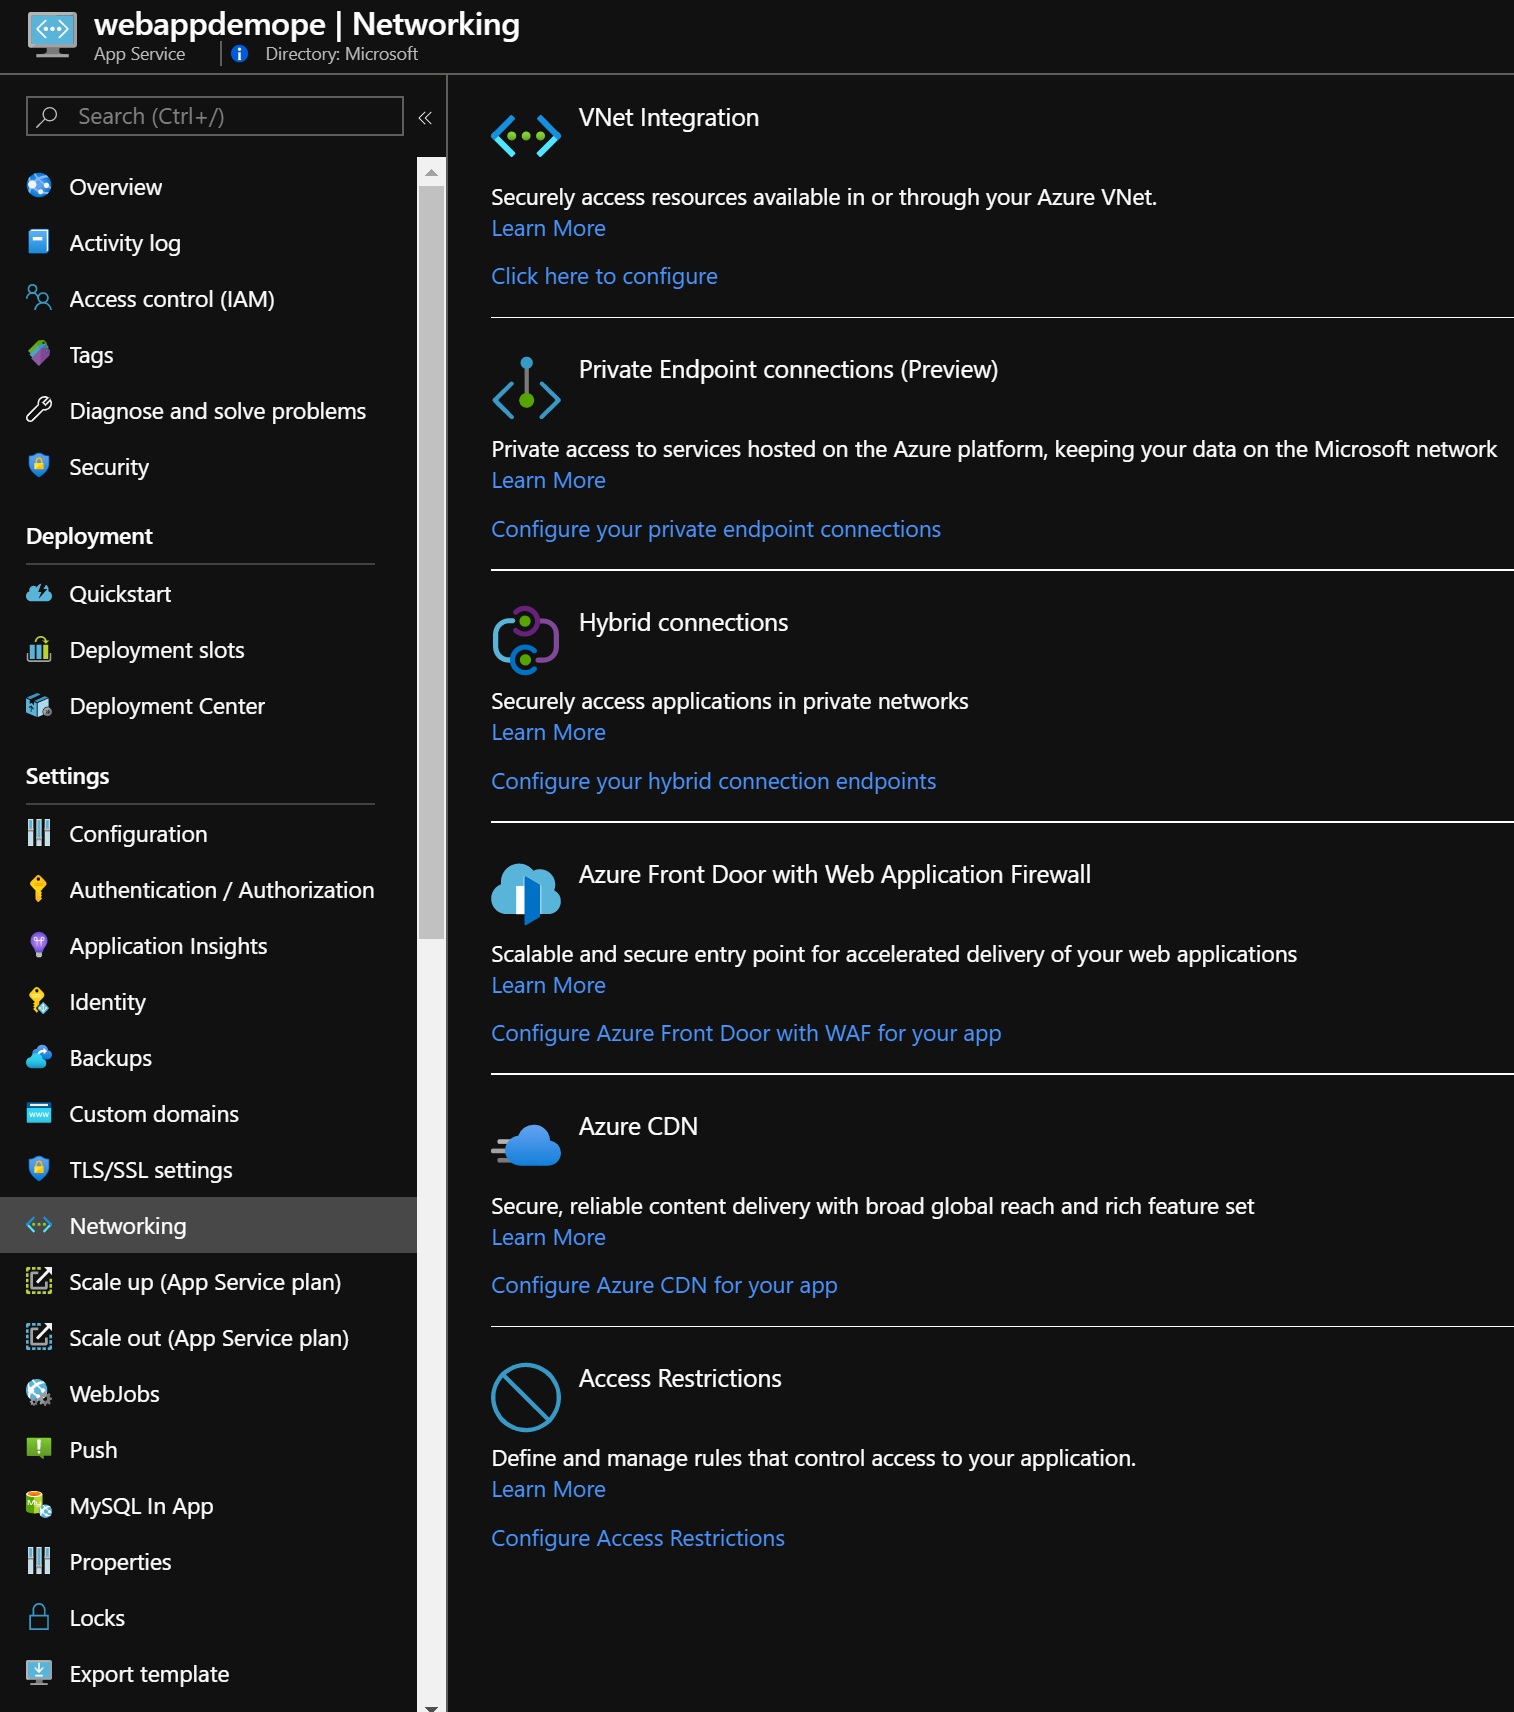 webappdemope | Networking
App Service
Directory: Microsoft
Search (Ctrl+/)
«
Overview
Activity log
Access control (IAM)
Tags
Diagnose and solve problems
Security
Deployment
Quickstart
Deployment slots
Deployment Center
Settings
Configuration
Authentication / Authorization
Application Insights
Identity
Backups
Custom domains
TLS/SSL settings
Networking
Scale up (App Service plan)
Scale out (App Service plan)
WebJobs
Push
MySQL In App
Properties
Locks
Export template
VNet Integration
Securely access resources available in or through your Azure VNet.
Learn More
Click here to configure
Private Endpoint connections (Preview)
Private access to services hosted on the Azure platform, keeping your data on the Microsoft network
Learn More
Configure your private endpoint connections
Hybrid connections
Securely access applications in private networks
Learn More
Configure your hybrid connection endpoints
Azure Front Door with Web Application Firewall
Scalable and secure entry point for accelerated delivery of your web applications
Learn More
Configure Azure Front Door with WAF for your app
Azure CDN
Secure, reliable content delivery with broad global reach and rich feature set
Learn More
Configure Azure CDN for your app
Access Restrictions
Define and manage rules that control access to your application.
Learn More
Configure Access Restrictions